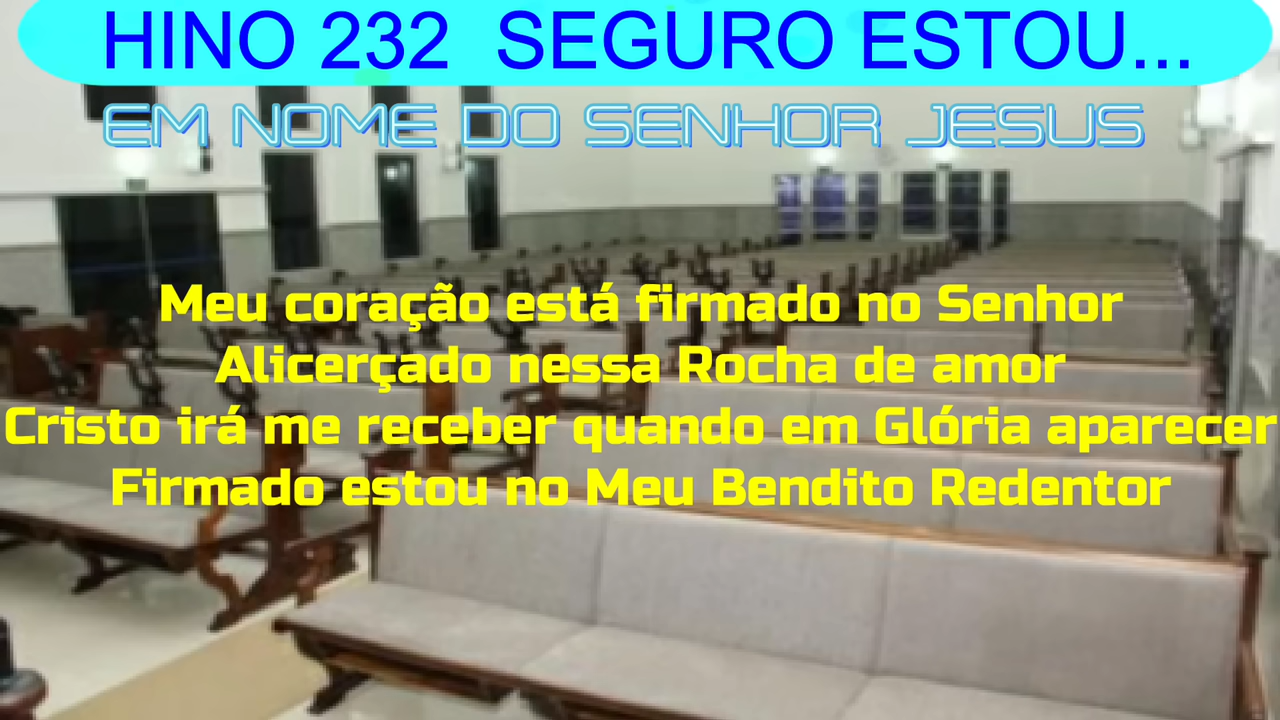 HINO 232 SEGURO ESTOU...
EM NOME DO SENHOR JESUS
Meu coração está firmado no Senhor
Alicerçado nessa Rocha de amor
Cristo irá me receber quando em Glória aparecer
Firmado estou no Meu Bendito Redentor